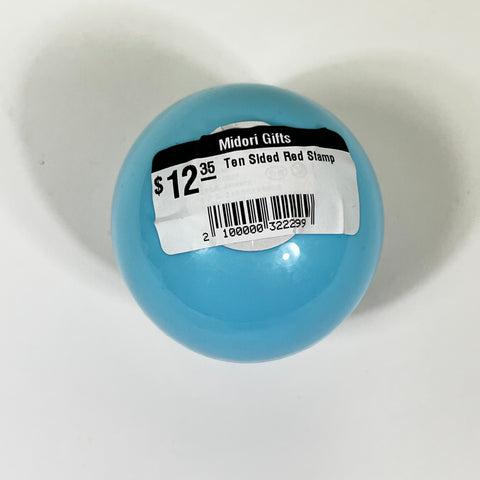 Midori Gifts
Ten Sided Red Stamp
$12.35
2 100000 322299